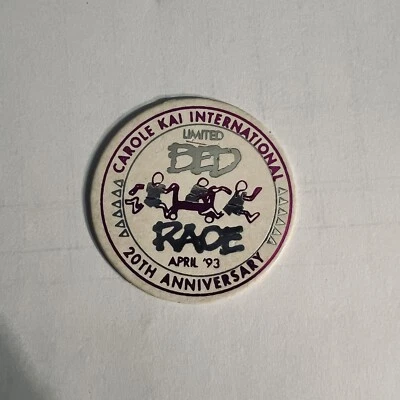 CAROLE KAI INTERNATIONAL
LIMITED
BED
RACE
APRIL '93
20TH ANNIVERSARY